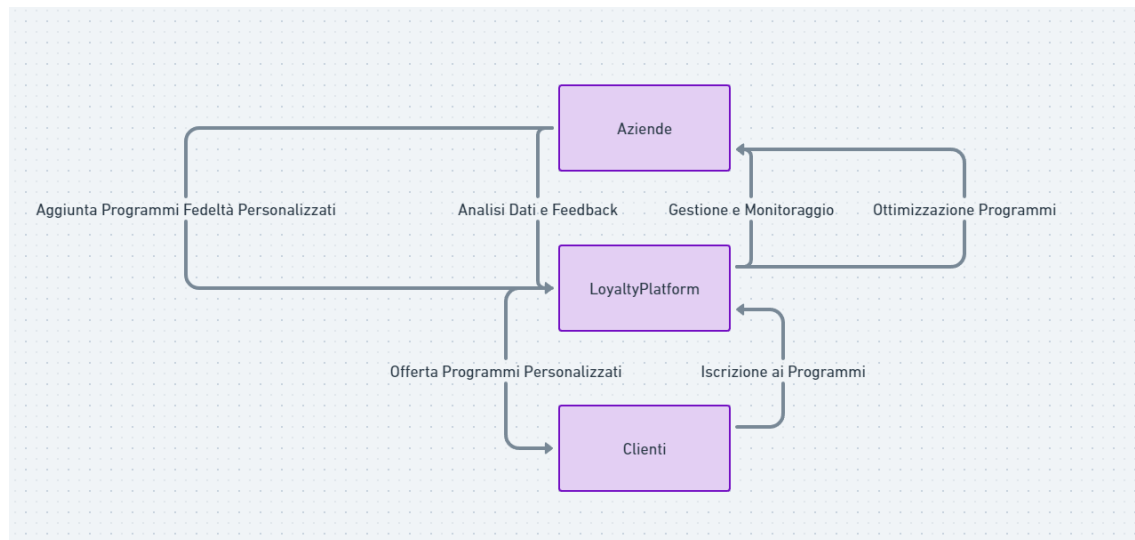 Aziende
Aggiunta Programmi Fedeltà Personalizzati
Analisi Dati e Feedback
Gestione e Monitoraggio
Ottimizzazione Programmi
LoyaltyPlatform
Offerta Programmi Personalizzati
Iscrizione ai Programmi
Clienti